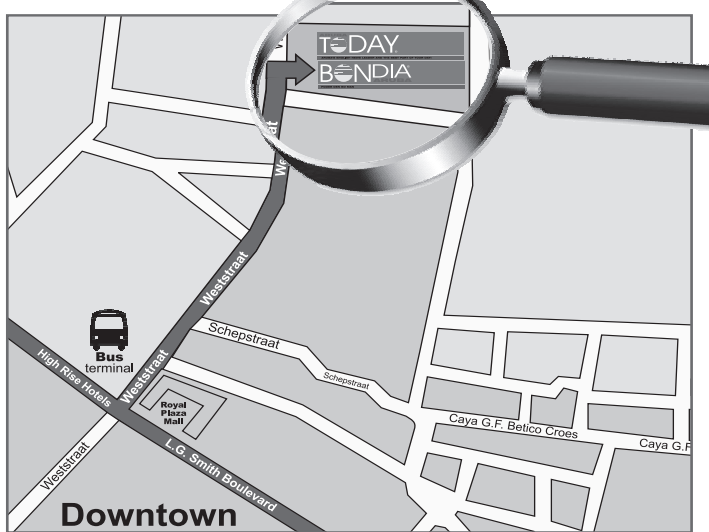 TODAY
BONDIA
Weststraat
Schepstraat
Bus
terminal
Schepstraat
High Rise Hotels
Weststraat
Royal
Plaza
Mall
Caya G.F. Betico Croes
Caya G.F
L.G. Smith Boulevard
Weststraat
Downtown